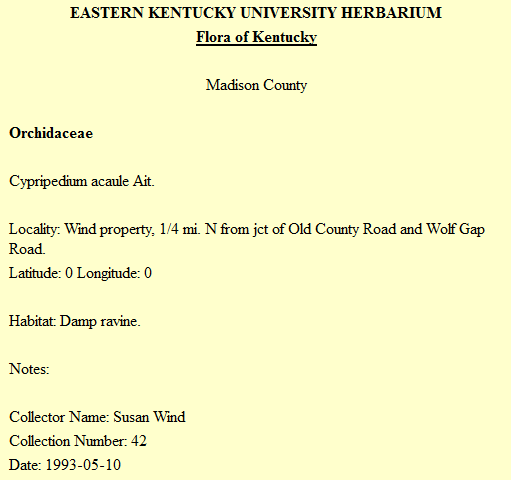 EASTERN KENTUCKY UNIVERSITY HERBARIUM
Flora of Kentucky
Madison County
Orchidaceae
Cypripedium acaule Ait.
Locality: Wind property, 1/4 mi. N from jct of Old County Road and Wolf Gap
Road.
Latitude: 0 Longitude: 0
Habitat: Damp ravine.
Notes:
Collector Name: Susan Wind
Collection Number: 42
Date: 1993-05-10